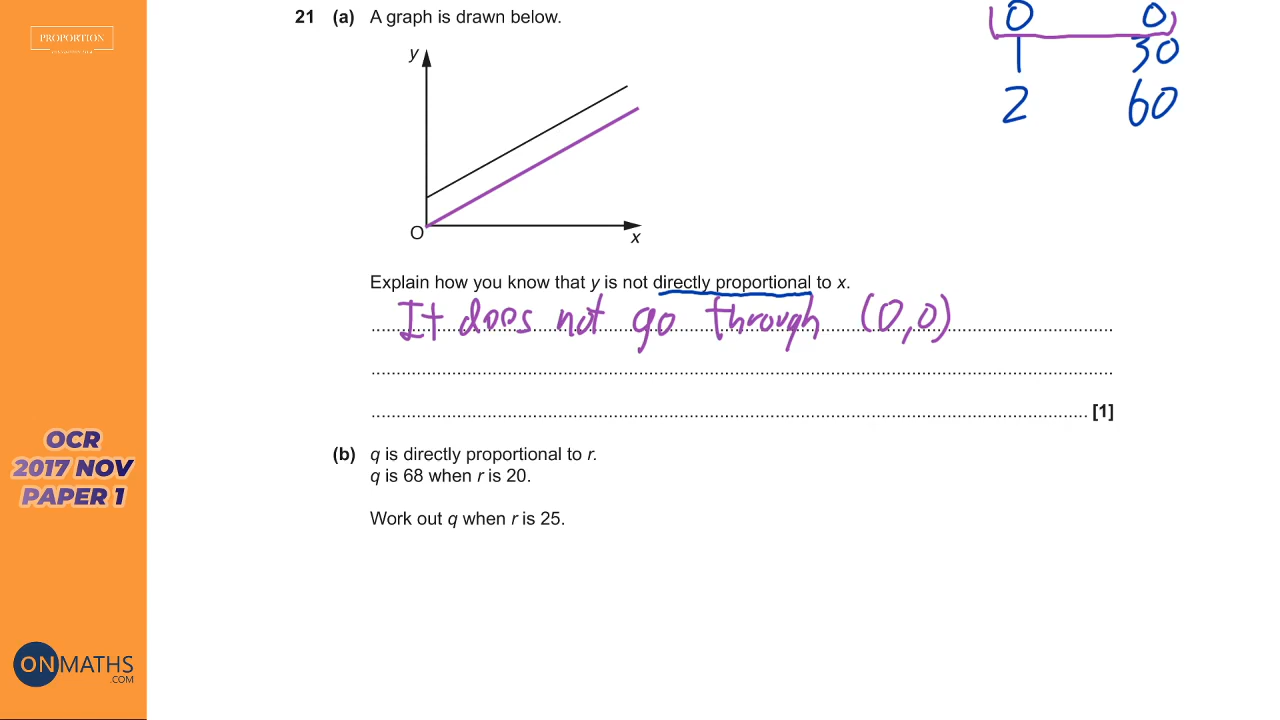 PROPORTION
21 (a) A graph is drawn below.
0 0
1 30
2 60
y
O
x
Explain how you know that y is not directly proportional to x.
It does not go through (0,0)
[1]
(b) q is directly proportional to r.
q is 68 when r is 20.
Work out q when r is 25.
OCR
2017 NOV
PAPER 1
ONMATHS
.COM